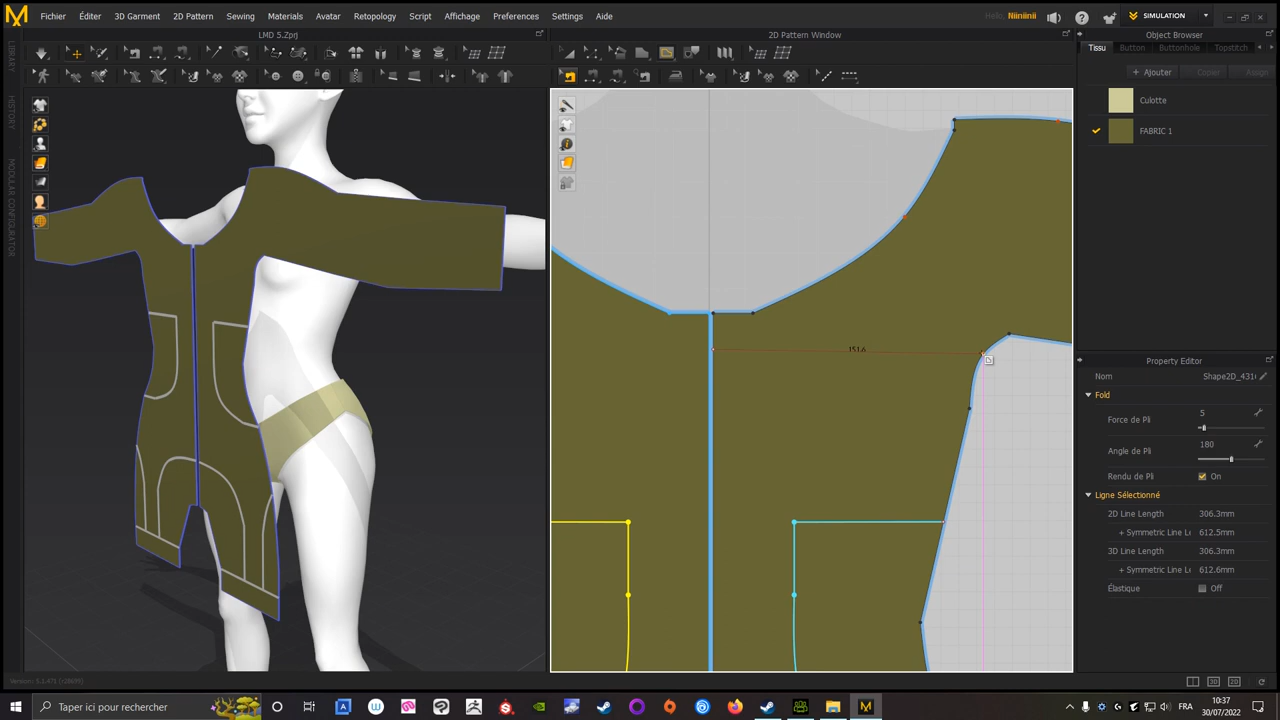 Fichier Éditer 3D Garment 2D Pattern Sewing Materials Avatar Retopology Script Affichage Preferences Settings Aide
Hello: Niiniinii
SIMULATION
LMD 5.Zprj
2D Pattern Window
Object Browser
LIBRARY
HISTORY
MODULAR CONFIGURATOR
Tissu Button Buttonhole Topstitch
+ Ajouter Copier Assign
Culotte
FABRIC 1
151.6
Property Editor
Nom Shape2D_431
Fold
Force de Pli 5
Angle de Pli 180
Rendu de Pli On
Ligne Sélectionné
2D Line Length 306.3mm
+ Symmetric Line L 612.5mm
3D Line Length 306.3mm
+ Symmetric Line L 612.6mm
Élastique Off
3D 2D
Taper ici pour rechercher
FRA
10:37
30/07/2022